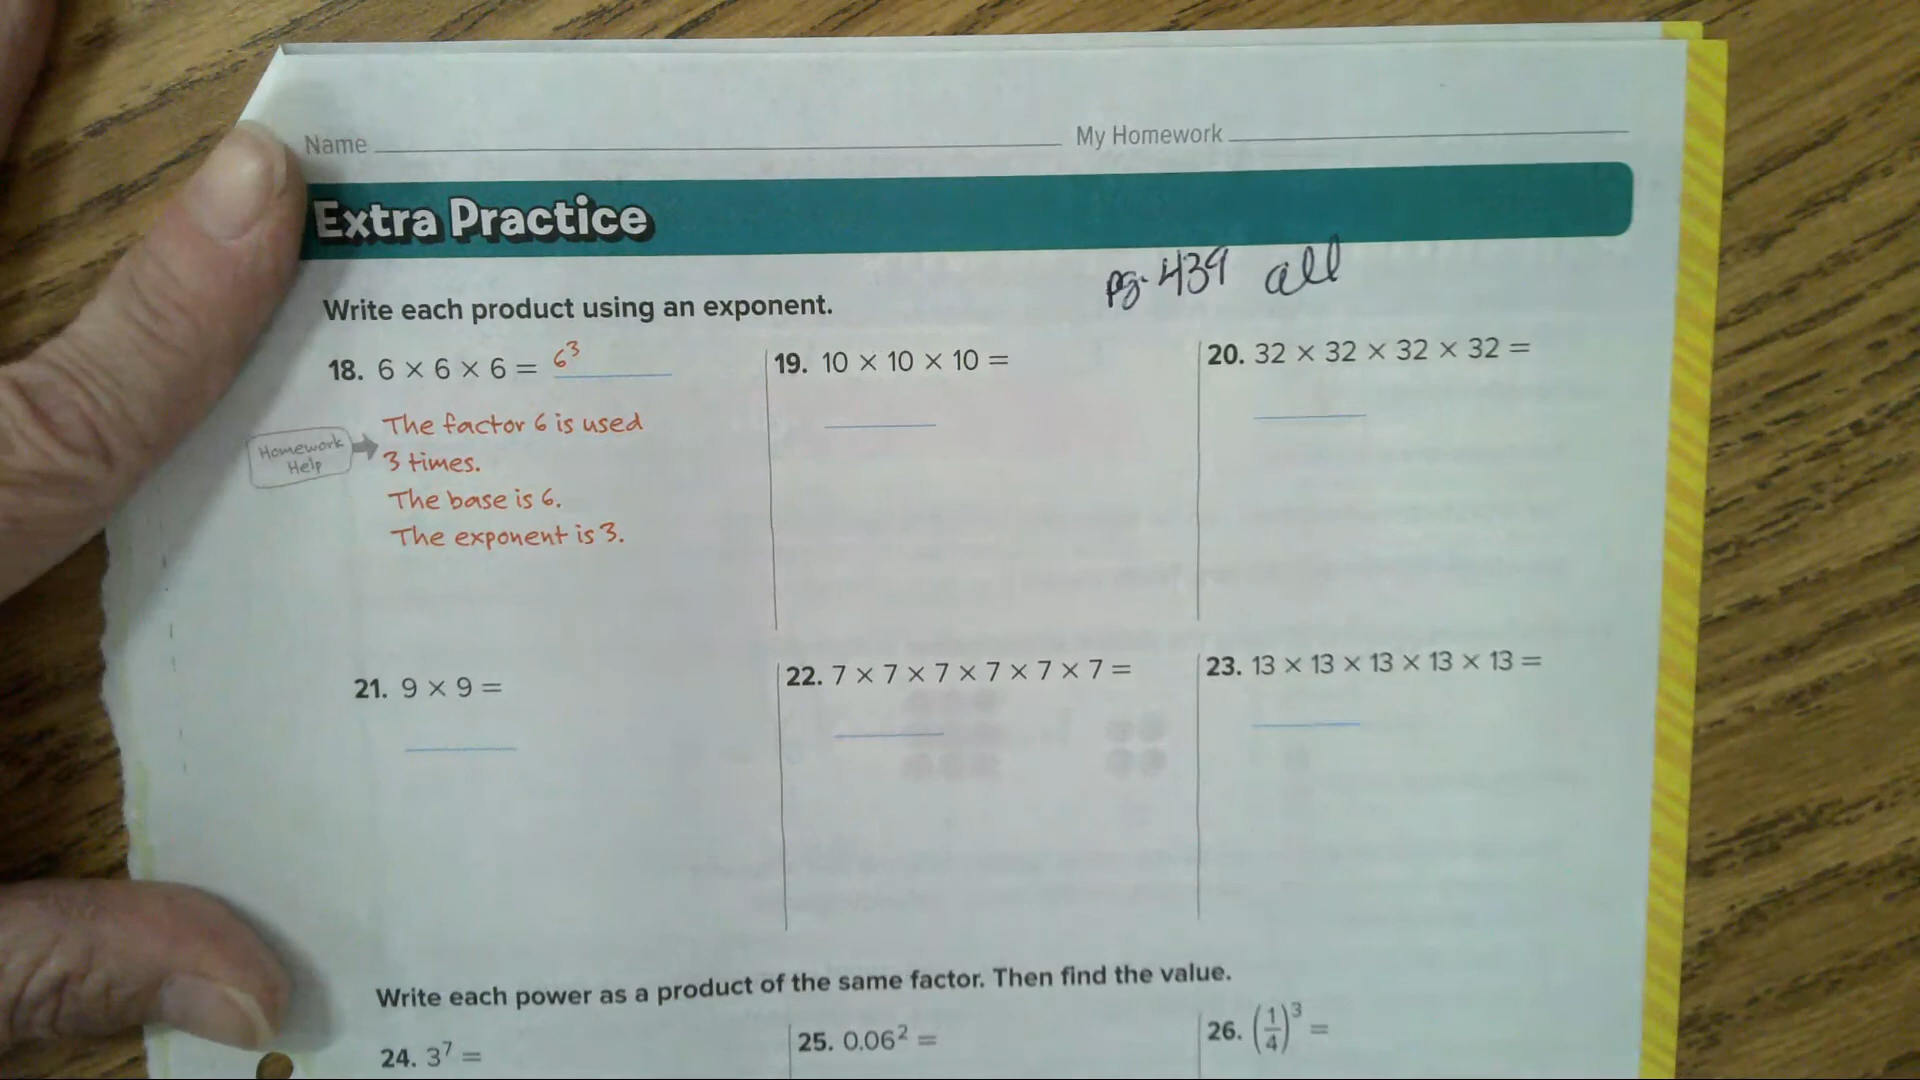 Name My Homework
Extra Practice
pg. 439 all
Write each product using an exponent.
18. 6 × 6 × 6 = 6³
Homework
Help
The factor 6 is used
3 times.
The base is 6.
The exponent is 3.
19. 10 × 10 × 10 =
20. 32 × 32 × 32 × 32 =
21. 9 × 9 =
22. 7 × 7 × 7 × 7 × 7 × 7 =
23. 13 × 13 × 13 × 13 × 13 =
Write each power as a product of the same factor. Then find the value.
24. 3⁷ =
25. 0.06² =
26. (1/4)³ =